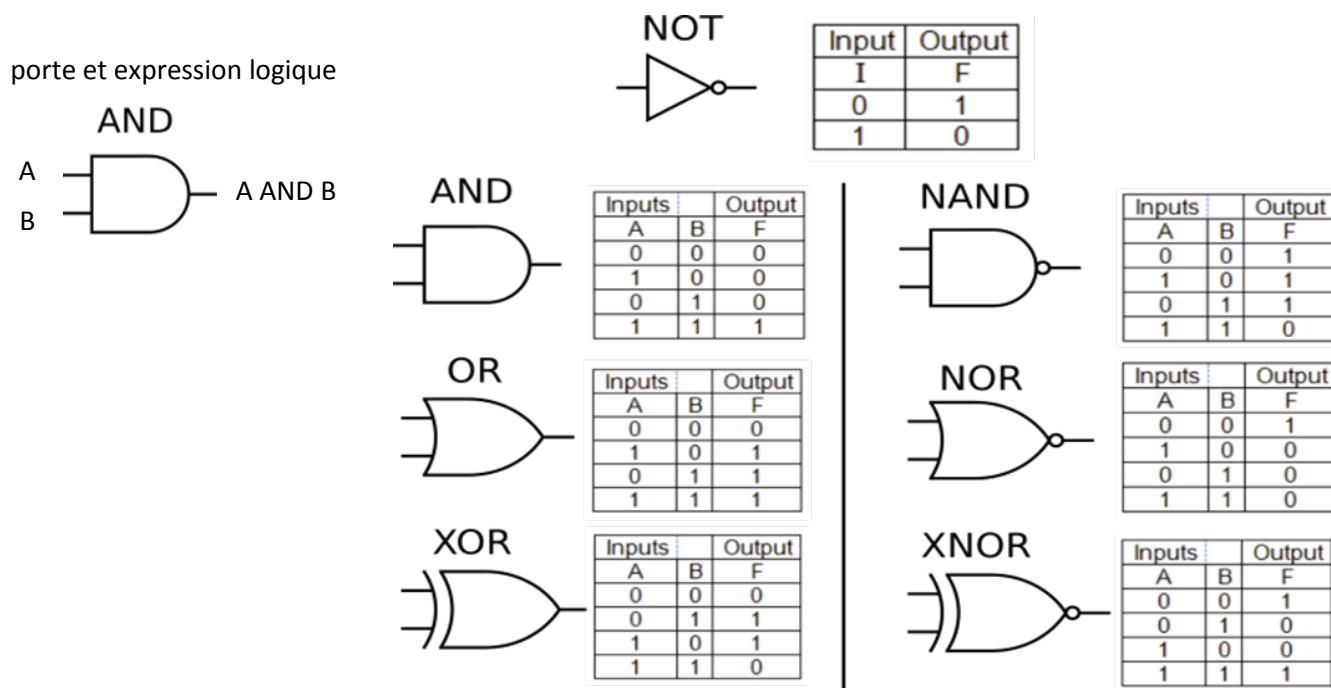 porte et expression logique
AND
A
B
A AND B
NOT
Input Output
I F
0 1
1 0
AND
Inputs Output
A B F
0 0 0
1 0 0
0 1 0
1 1 1
NAND
Inputs Output
A B F
0 0 1
1 0 1
0 1 1
1 1 0
OR
Inputs Output
A B F
0 0 0
1 0 1
0 1 1
1 1 1
NOR
Inputs Output
A B F
0 0 1
1 0 0
0 1 0
1 1 0
XOR
Inputs Output
A B F
0 0 0
0 1 1
1 0 1
1 1 0
XNOR
Inputs Output
A B F
0 0 1
0 1 0
1 0 0
1 1 1